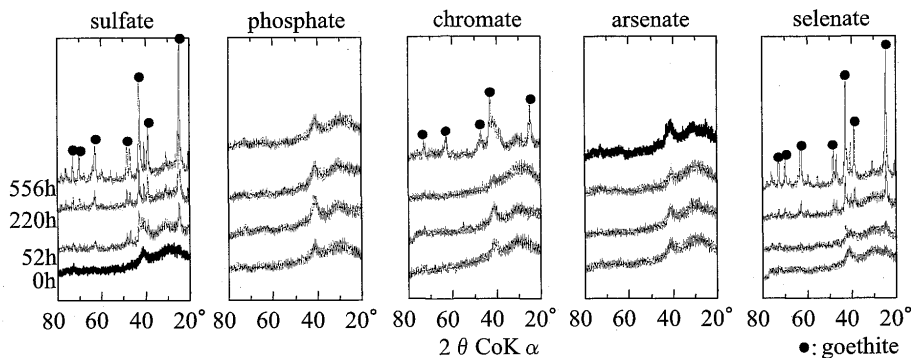 sulfate phosphate chromate arsenate selenate
556h
220h
52h
0h
80 60 40 20° 80 60 40 20° 80 60 40 20° 80 60 40 20° 80 60 40 20°
2 θ CoK α
●: goethite